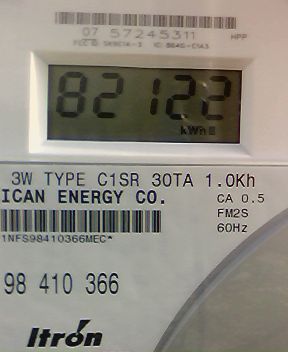 07 57245311
HPP
82122
kWh
3W TYPE C1SR 30TA 1.0Kh
ICAN ENERGY CO.
CA 0.5
FM2S
60Hz
1NFS98410366MEC*
98 410 366
Itrón